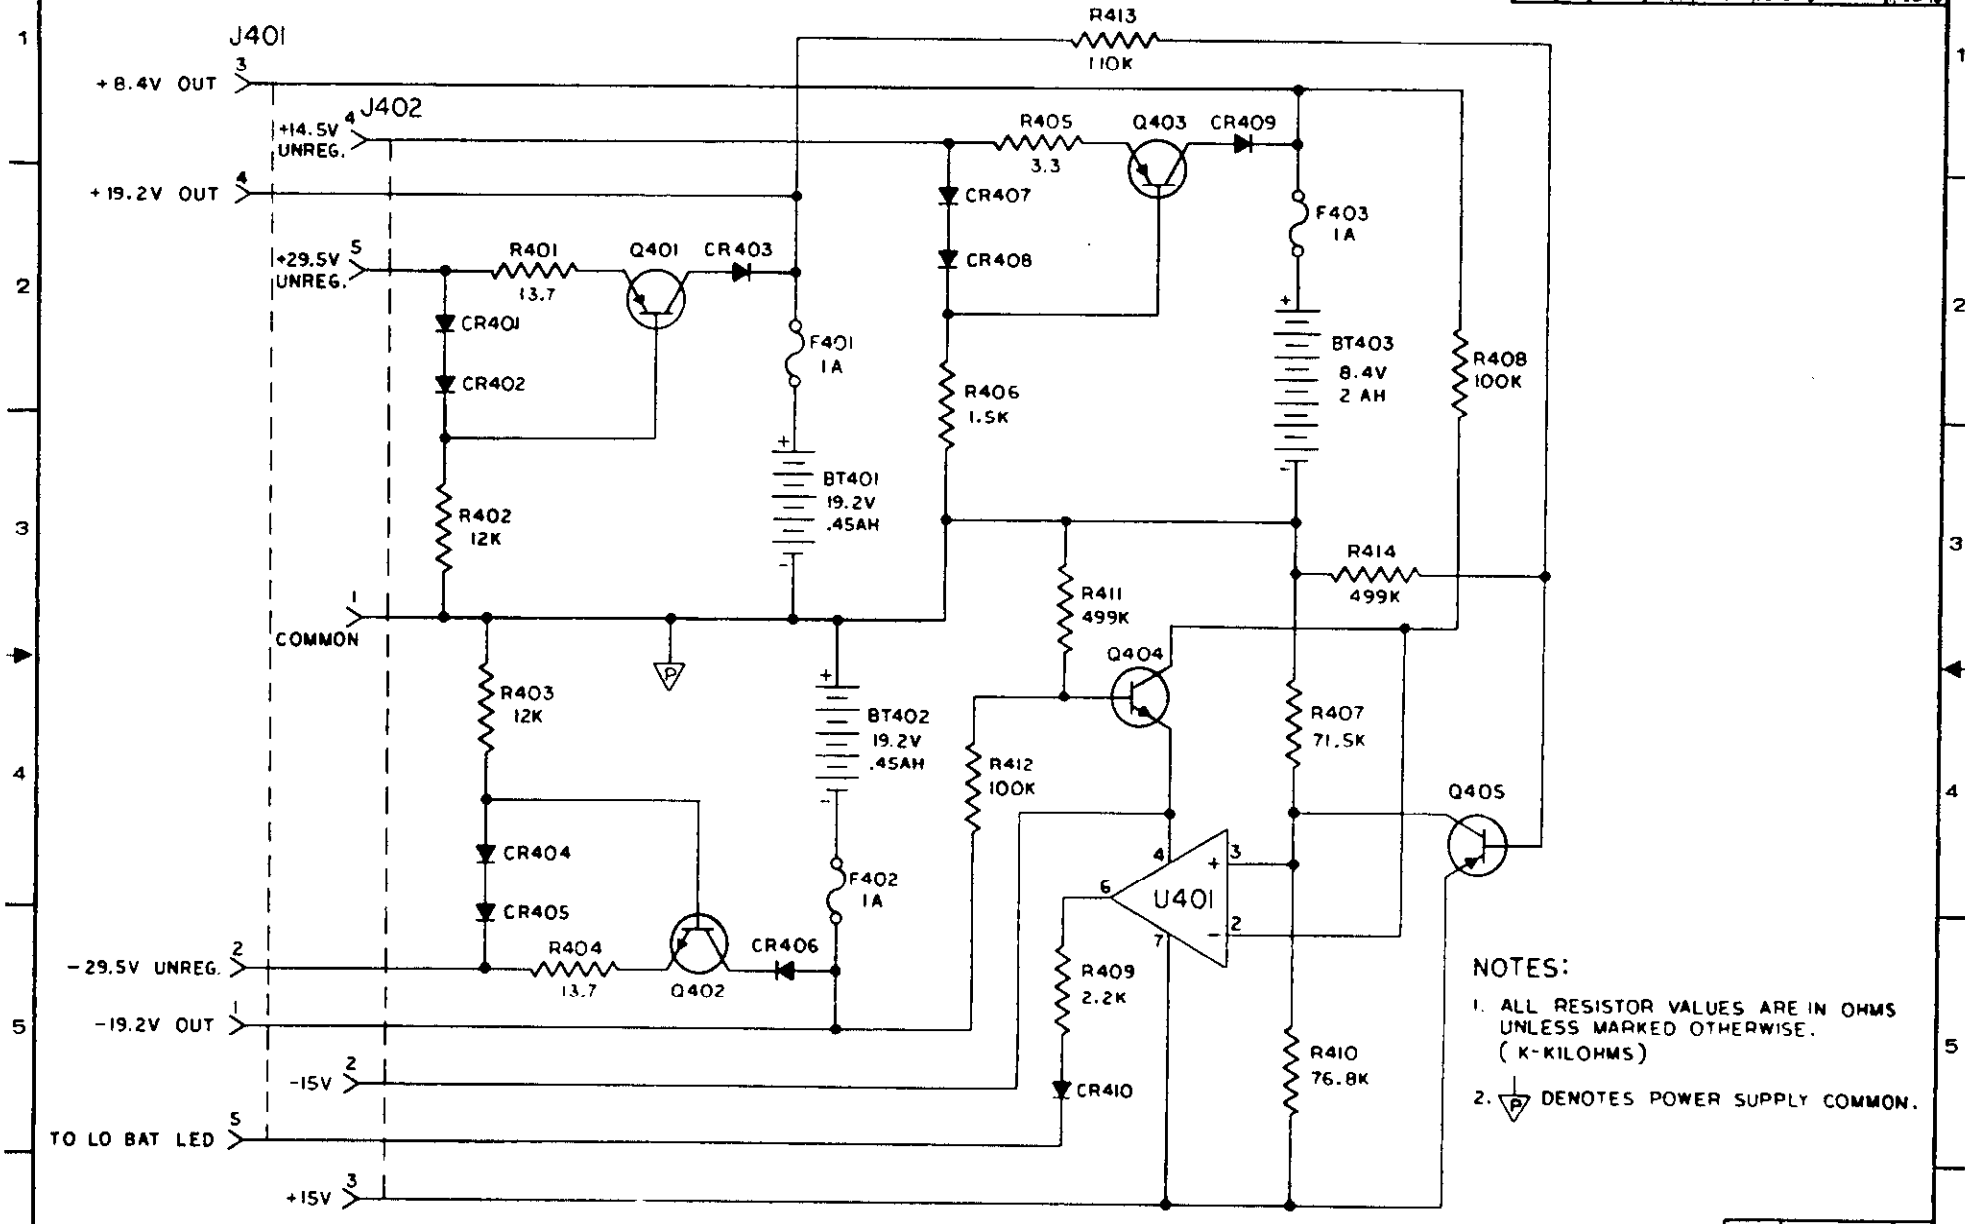 R413
110K
J401
3
+8.4V OUT
J402
4
+14.5V
UNREG.
R405
3.3
Q403
CR409
4
+19.2V OUT
CR407
F403
1A
5
+29.5V
UNREG.
R401
13.7
Q401
CR403
CR408
CR401
CR402
F401
1A
+
BT403
8.4V
2 AH
-
R408
100K
R406
1.5K
+
BT401
19.2V
.45AH
-
R402
12K
R414
499K
1
COMMON
R411
499K
P
Q404
R403
12K
+
BT402
19.2V
.45AH
-
R407
71.5K
R412
100K
Q405
CR404
CR405
F402
1A
4
3
+
6
U401
7
-
2
2
-29.5V UNREG.
R404
13.7
Q402
CR406
R409
2.2K
1
-19.2V OUT
R410
76.8K
2
-15V
CR410
5
TO LO BAT LED
3
+15V
NOTES:
1. ALL RESISTOR VALUES ARE IN OHMS
UNLESS MARKED OTHERWISE.
( K-KILOHMS)
2. P DENOTES POWER SUPPLY COMMON.
1
2
3
4
5
1
2
3
4
5